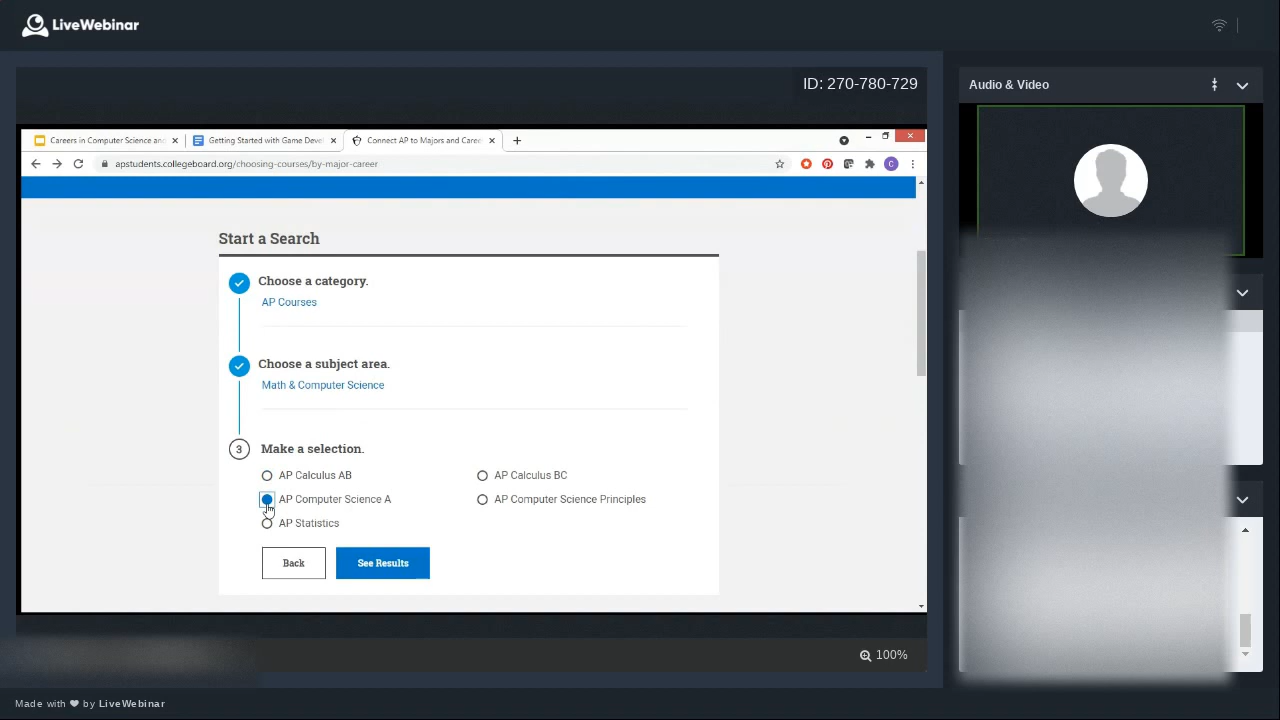 LiveWebinar
ID: 270-780-729
Audio & Video
Careers in Computer Science an
Getting Started with Game Deve
Connect AP to Majors and Caree
apstudents.collegeboard.org/choosing-courses/by-major-career
C
Start a Search
Choose a category.
AP Courses
Choose a subject area.
Math & Computer Science
3 Make a selection.
AP Calculus AB
AP Calculus BC
AP Computer Science A
AP Computer Science Principles
AP Statistics
Back
See Results
100%
Made with ❤ by LiveWebinar